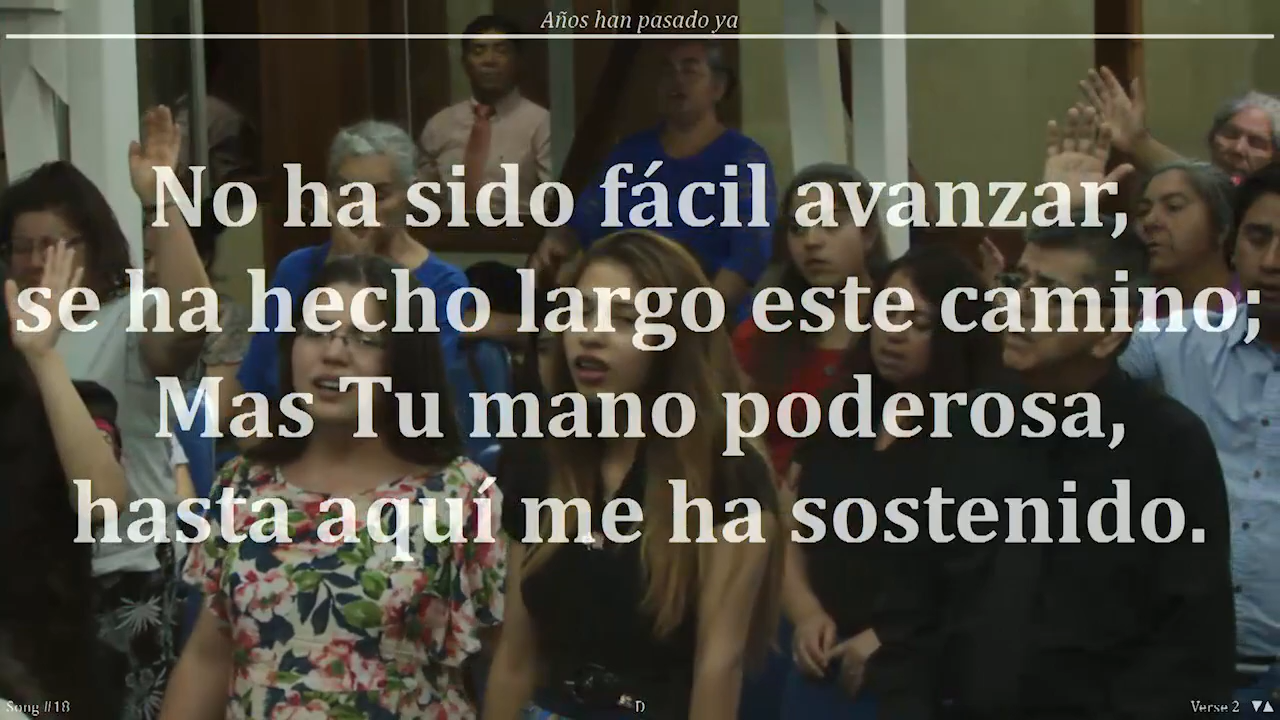 Años han pasado ya
No ha sido fácil avanzar,
se ha hecho largo este camino;
Mas Tu mano poderosa,
hasta aquí me ha sostenido.
Song #18 D Verse 2 ▼▲